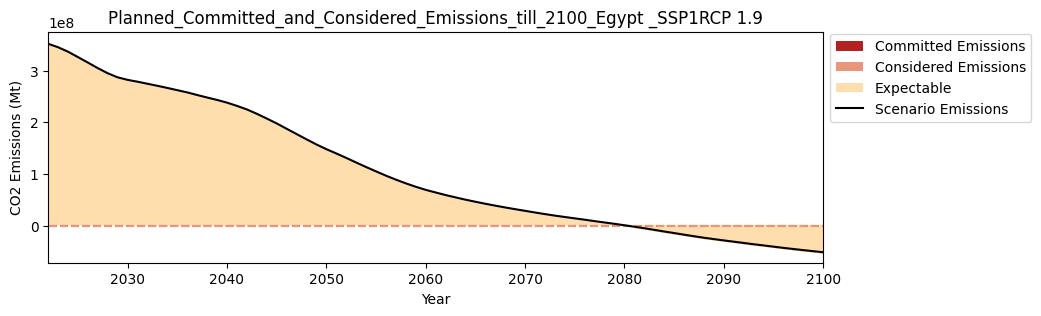 Planned_Committed_and_Considered_Emissions_till_2100_Egypt _SSP1RCP 1.9
1e8
Committed Emissions
Considered Emissions
Expectable
Scenario Emissions
CO2 Emissions (Mt)
3
2
1
0
2030 2040 2050 2060 2070 2080 2090 2100
Year